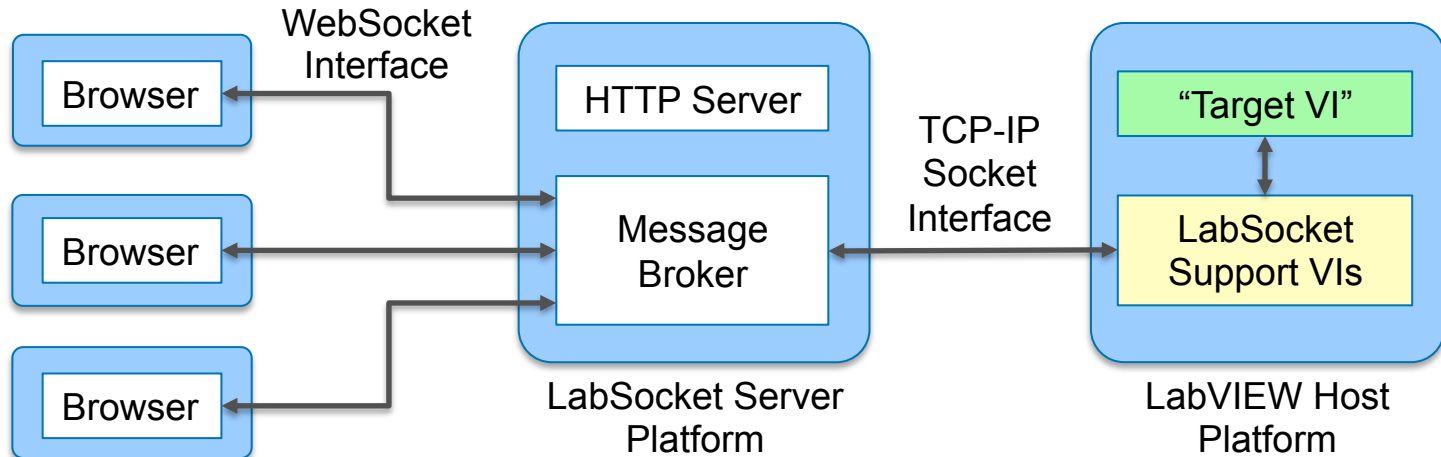 WebSocket
Interface
Browser
Browser
Browser
HTTP Server
Message
Broker
LabSocket Server
Platform
TCP-IP
Socket
Interface
“Target VI”
LabSocket
Support VIs
LabVIEW Host
Platform